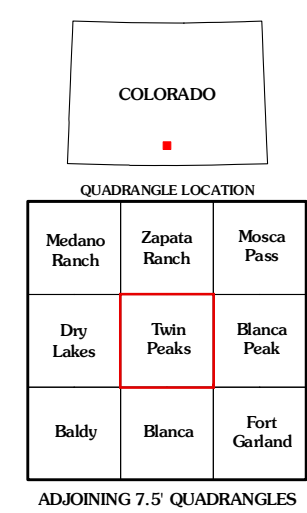 COLORADO
QUADRANGLE LOCATION
Medano
Ranch
Zapata
Ranch
Mosca
Pass
Dry
Lakes
Twin
Peaks
Blanca
Peak
Baldy
Blanca
Fort
Garland
ADJOINING 7.5' QUADRANGLES